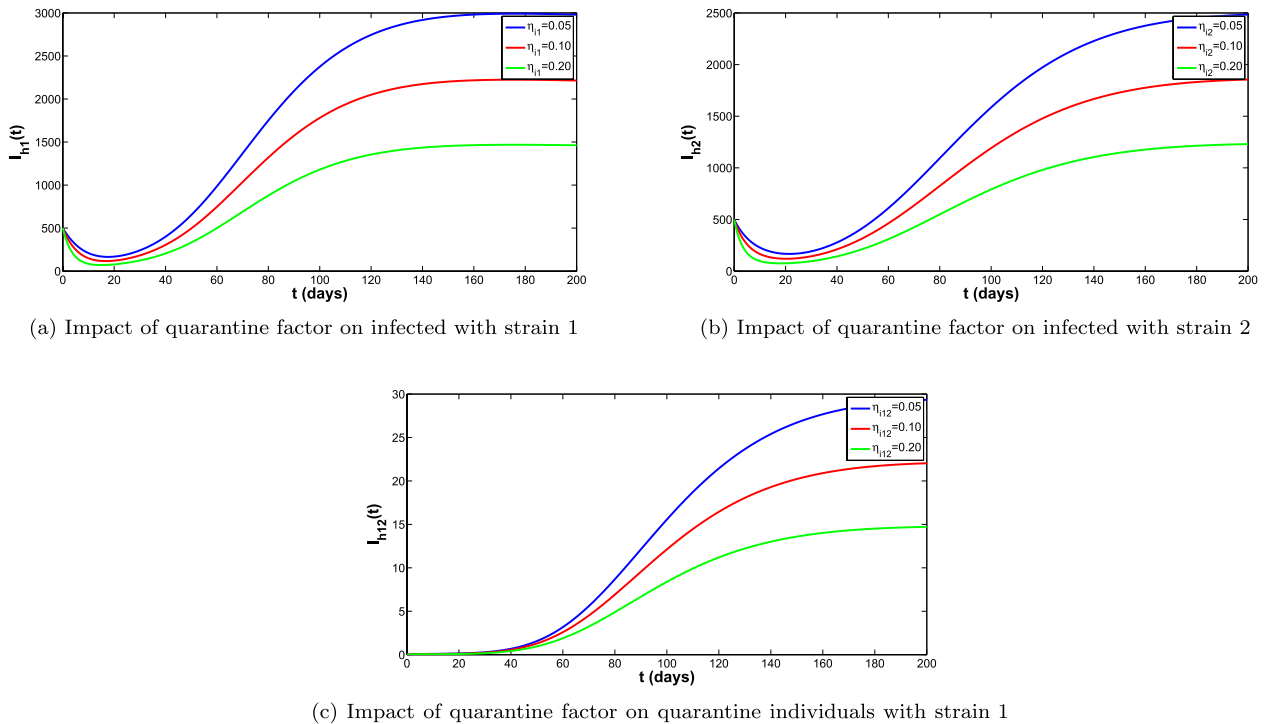 3000
2500
2000
1500
1000
500
0
I_h1(t)
0 20 40 60 80 100 120 140 160 180 200
t (days)
η_i1=0.05
η_i1=0.10
η_i1=0.20
(a) Impact of quarantine factor on infected with strain 1
2500
2000
1500
1000
500
0
I_h2(t)
0 20 40 60 80 100 120 140 160 180 200
t (days)
η_i2=0.05
η_i2=0.10
η_i2=0.20
(b) Impact of quarantine factor on infected with strain 2
30
25
20
15
10
5
0
I_h12(t)
0 20 40 60 80 100 120 140 160 180 200
t (days)
η_i12=0.05
η_i12=0.10
η_i12=0.20
(c) Impact of quarantine factor on quarantine individuals with strain 1